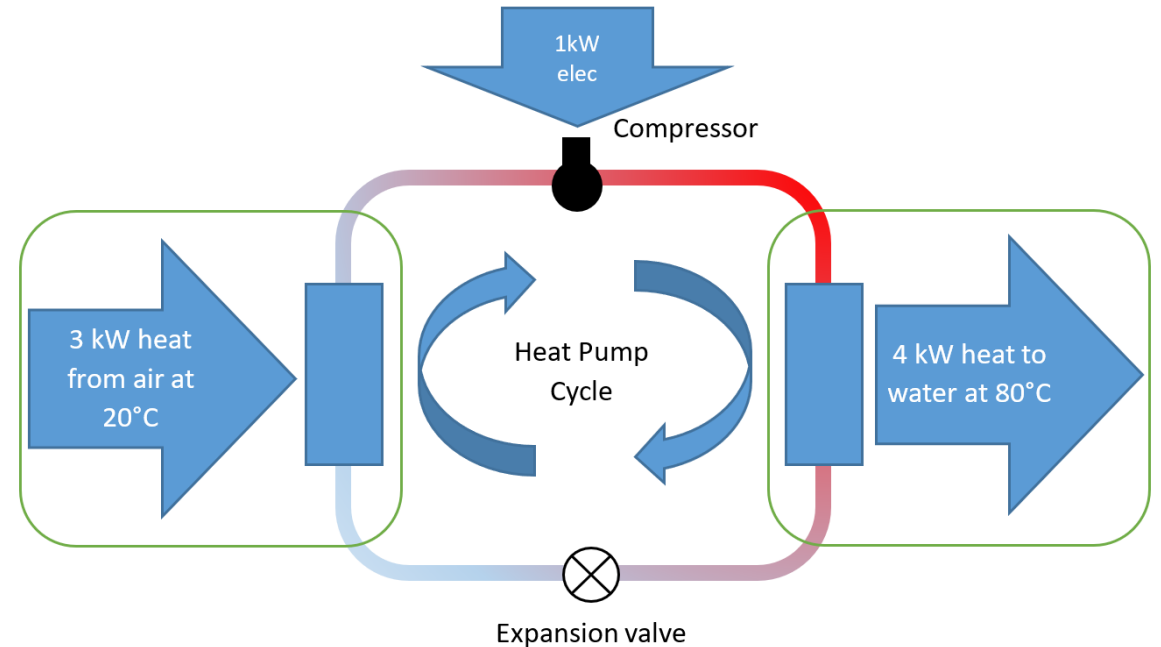 1kW
elec
Compressor
3 kW heat
from air at
20°C
Heat Pump
Cycle
4 kW heat to
water at 80°C
Expansion valve